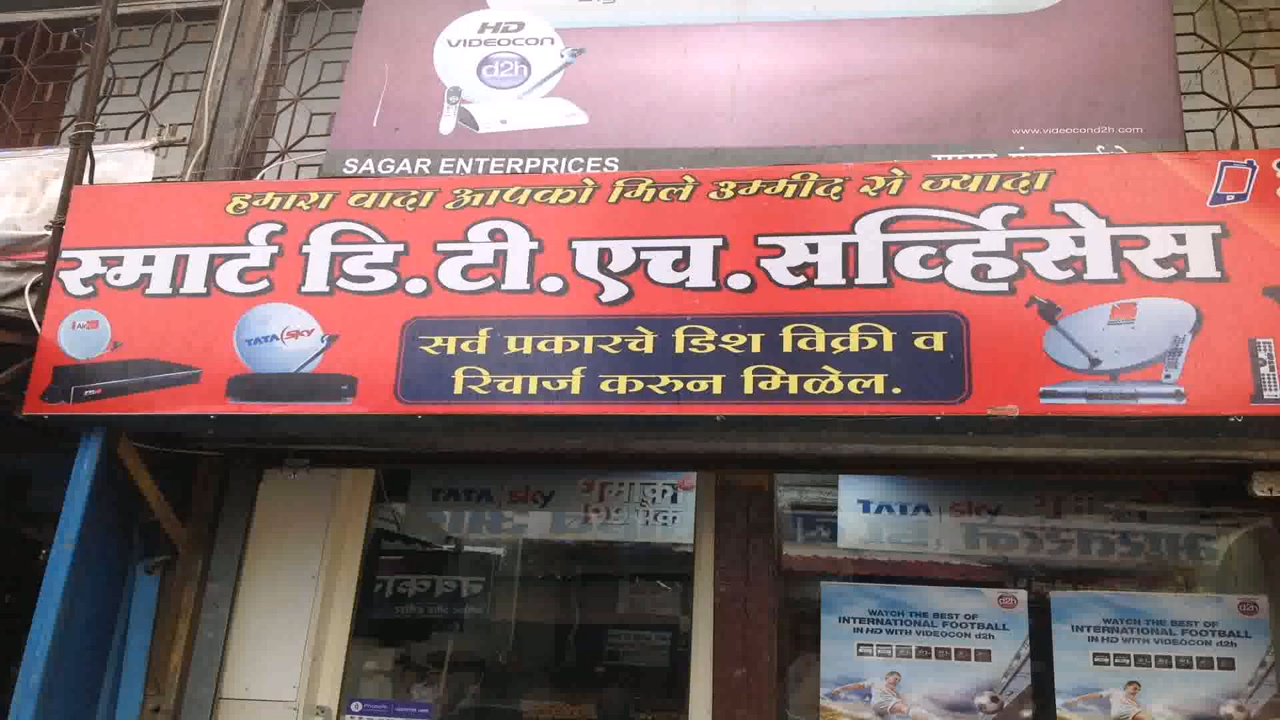 HD
VIDEOCON
d2h
www.videocond2h.com
SAGAR ENTERPRICES
हमारा वादा आपको मिले उम्मीद से ज्यादा
स्मार्ट डि.टी.एच.सर्व्हिसेस
TATA sky
सर्व प्रकारचे डिश विक्री व
रिचार्ज करुन मिळेल.
TATA sky
TATA sky
d2h
WATCH THE BEST OF
INTERNATIONAL FOOTBALL
IN HD WITH VIDEOCON d2h
d2h
WATCH THE BEST OF
INTERNATIONAL FOOTBALL
IN HD WITH VIDEOCON d2h